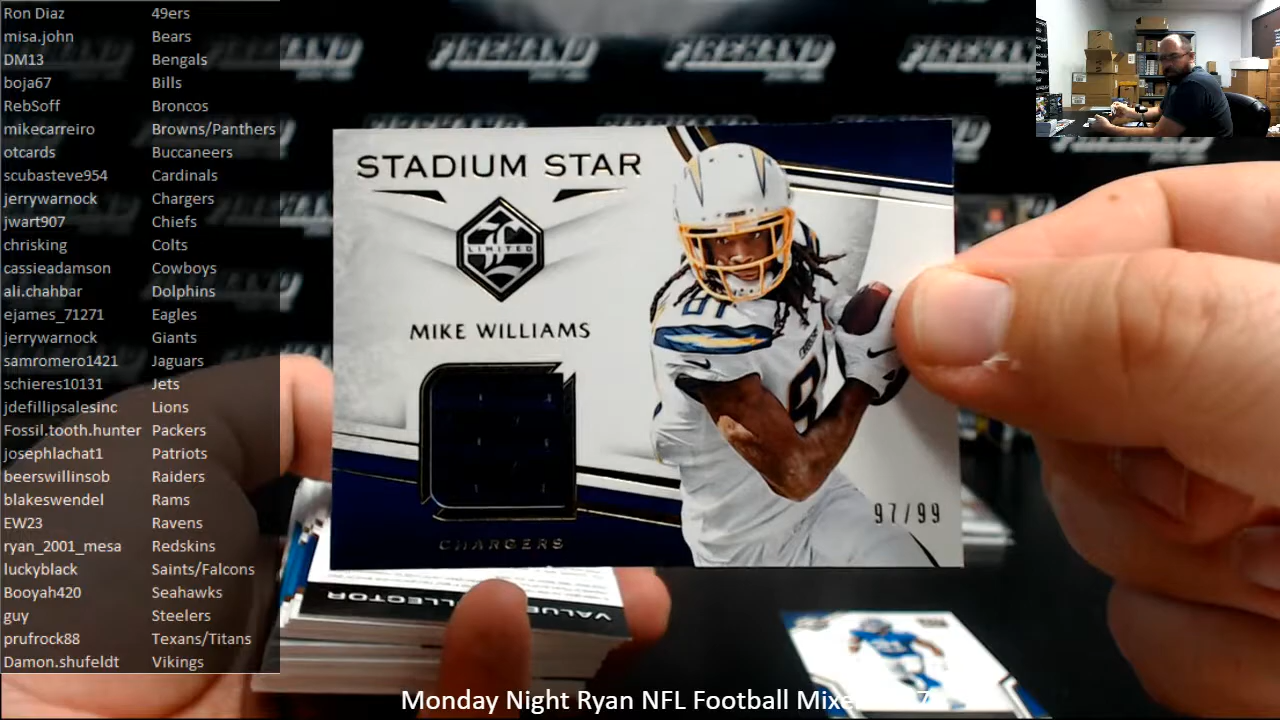 Ron Diaz 49ers
misa.john Bears
DM13 Bengals
boja67 Bills
RebSoff Broncos
mikecarreiro Browns/Panthers
otcards Buccaneers
scubasteve954 Cardinals
jerrywarnock Chargers
jwart907 Chiefs
chrisking Colts
cassieadamson Cowboys
ali.chahbar Dolphins
ejames_71271 Eagles
jerrywarnock Giants
samromero1421 Jaguars
schieres10131 Jets
jdefillipsalesinc Lions
Fossil.tooth.hunter Packers
josephlachat1 Patriots
beerswillinsob Raiders
blakeswendel Rams
EW23 Ravens
ryan_2001_mesa Redskins
luckyblack Saints/Falcons
Booyah420 Seahawks
guy Steelers
prufrock88 Texans/Titans
Damon.shufeldt Vikings
FIREHAND FIREHAND FIREHAND
STADIUM STAR
LIMITED
MIKE WILLIAMS
81
97/99
CHARGERS
Monday Night Ryan NFL Football